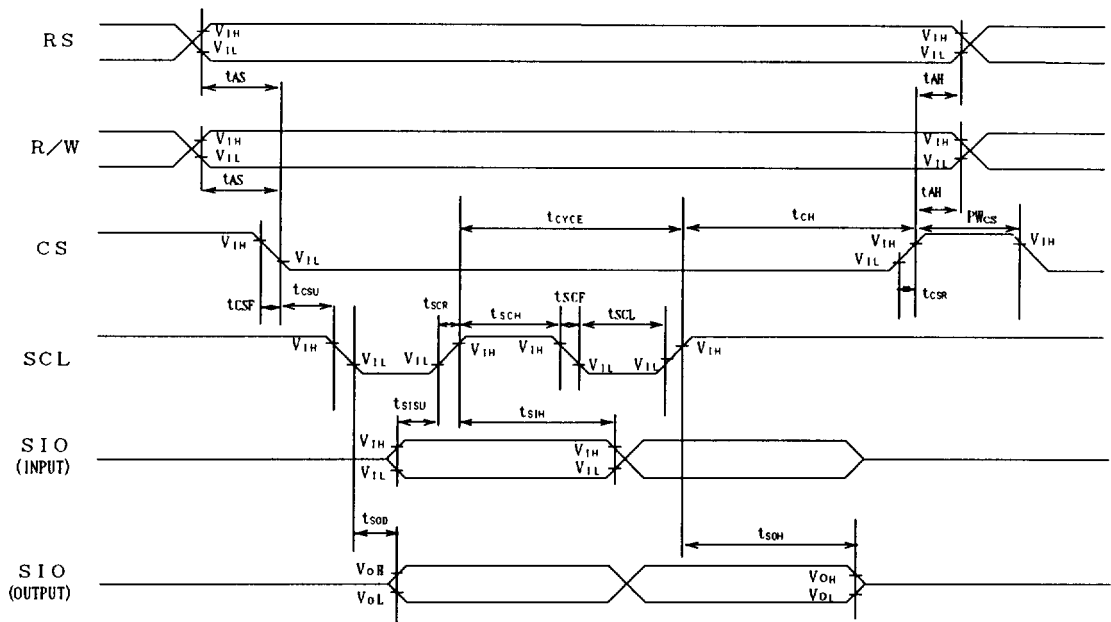 RS
VIH
VIL
VIH
VIL
tAS
tAH
R/W
VIH
VIL
VIH
VIL
tAS
tAH
tCYCE
tCH
PWCS
CS
VIH
VIL
VIH
VIL
VIH
tCSF
tCSU
tSCR
tSCH
tSCF
tSCL
tCSR
SCL
VIH
VIL
VIL
VIH
VIH
VIL
VIL
VIH
tSISU
tSIH
SIO
(INPUT)
VIH
VIL
VIH
VIL
tSOD
tSOH
SIO
(OUTPUT)
VOH
VOL
VOH
VOL